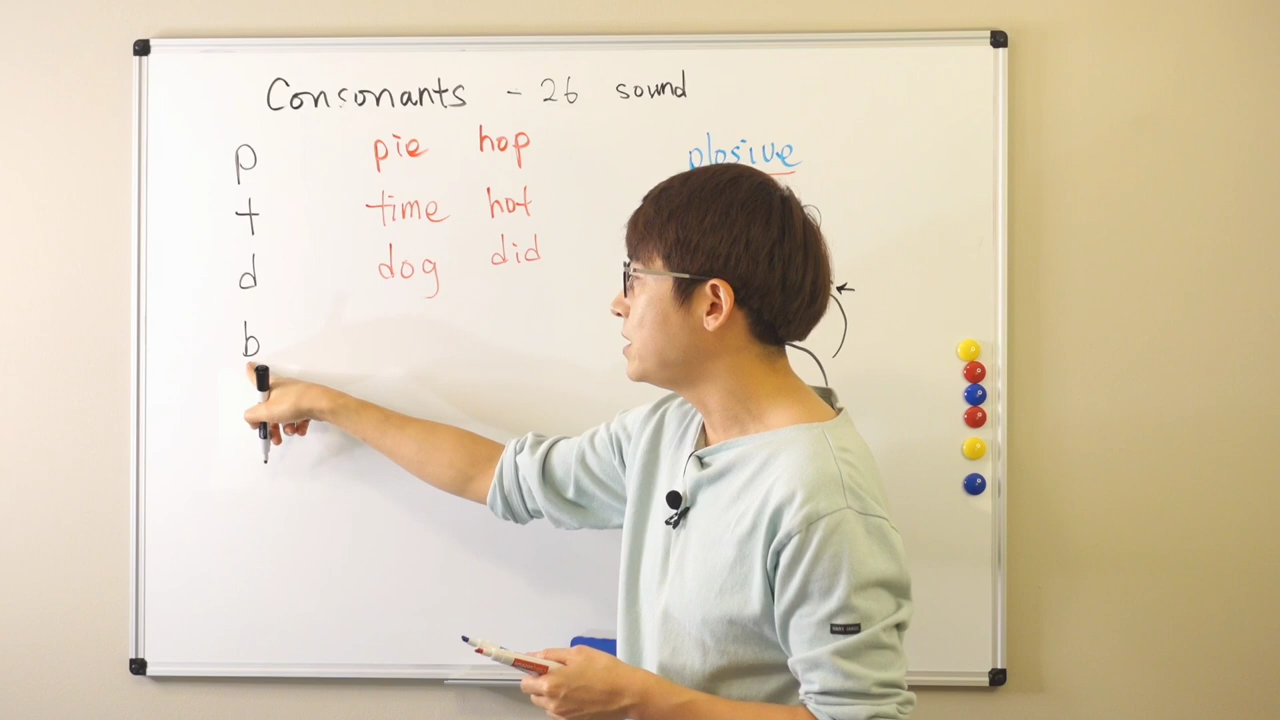 Consonants - 26 sound
p pie hop plosive
t time hot
d dog did
b